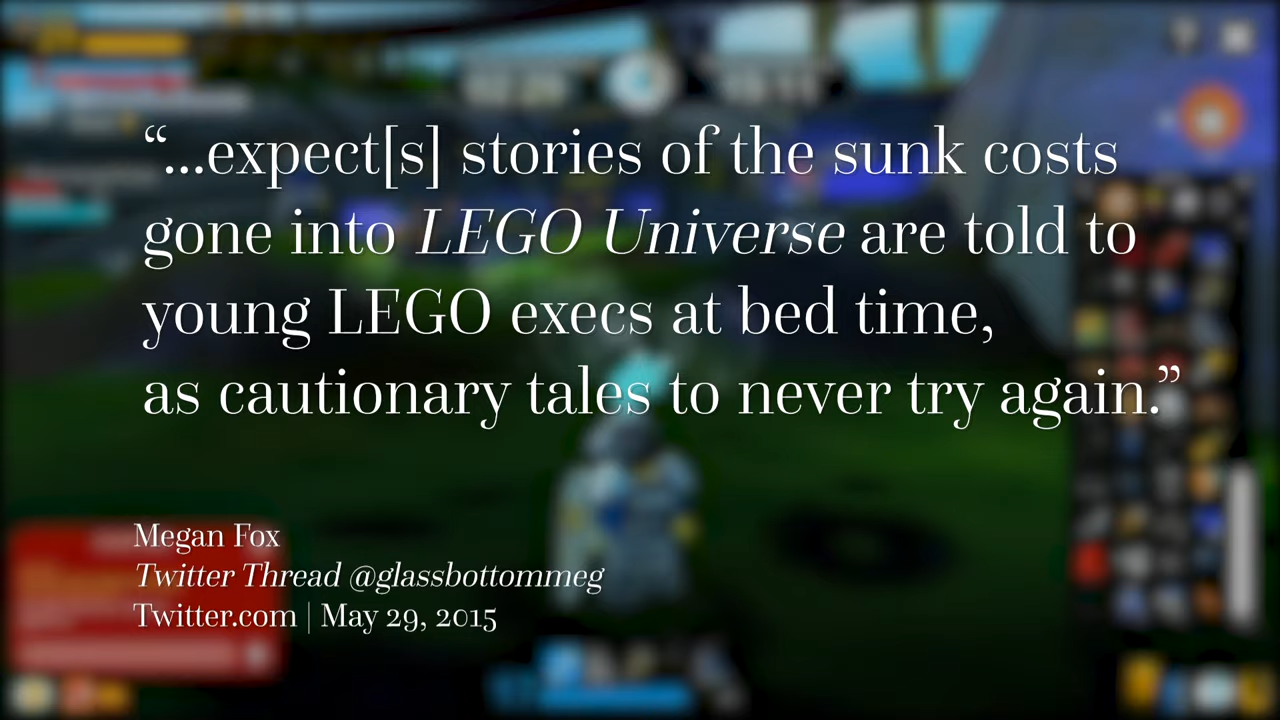 “...expect[s] stories of the sunk costs
gone into LEGO Universe are told to
young LEGO execs at bed time,
as cautionary tales to never try again.”
Megan Fox
Twitter Thread @glassbottommeg
Twitter.com | May 29, 2015